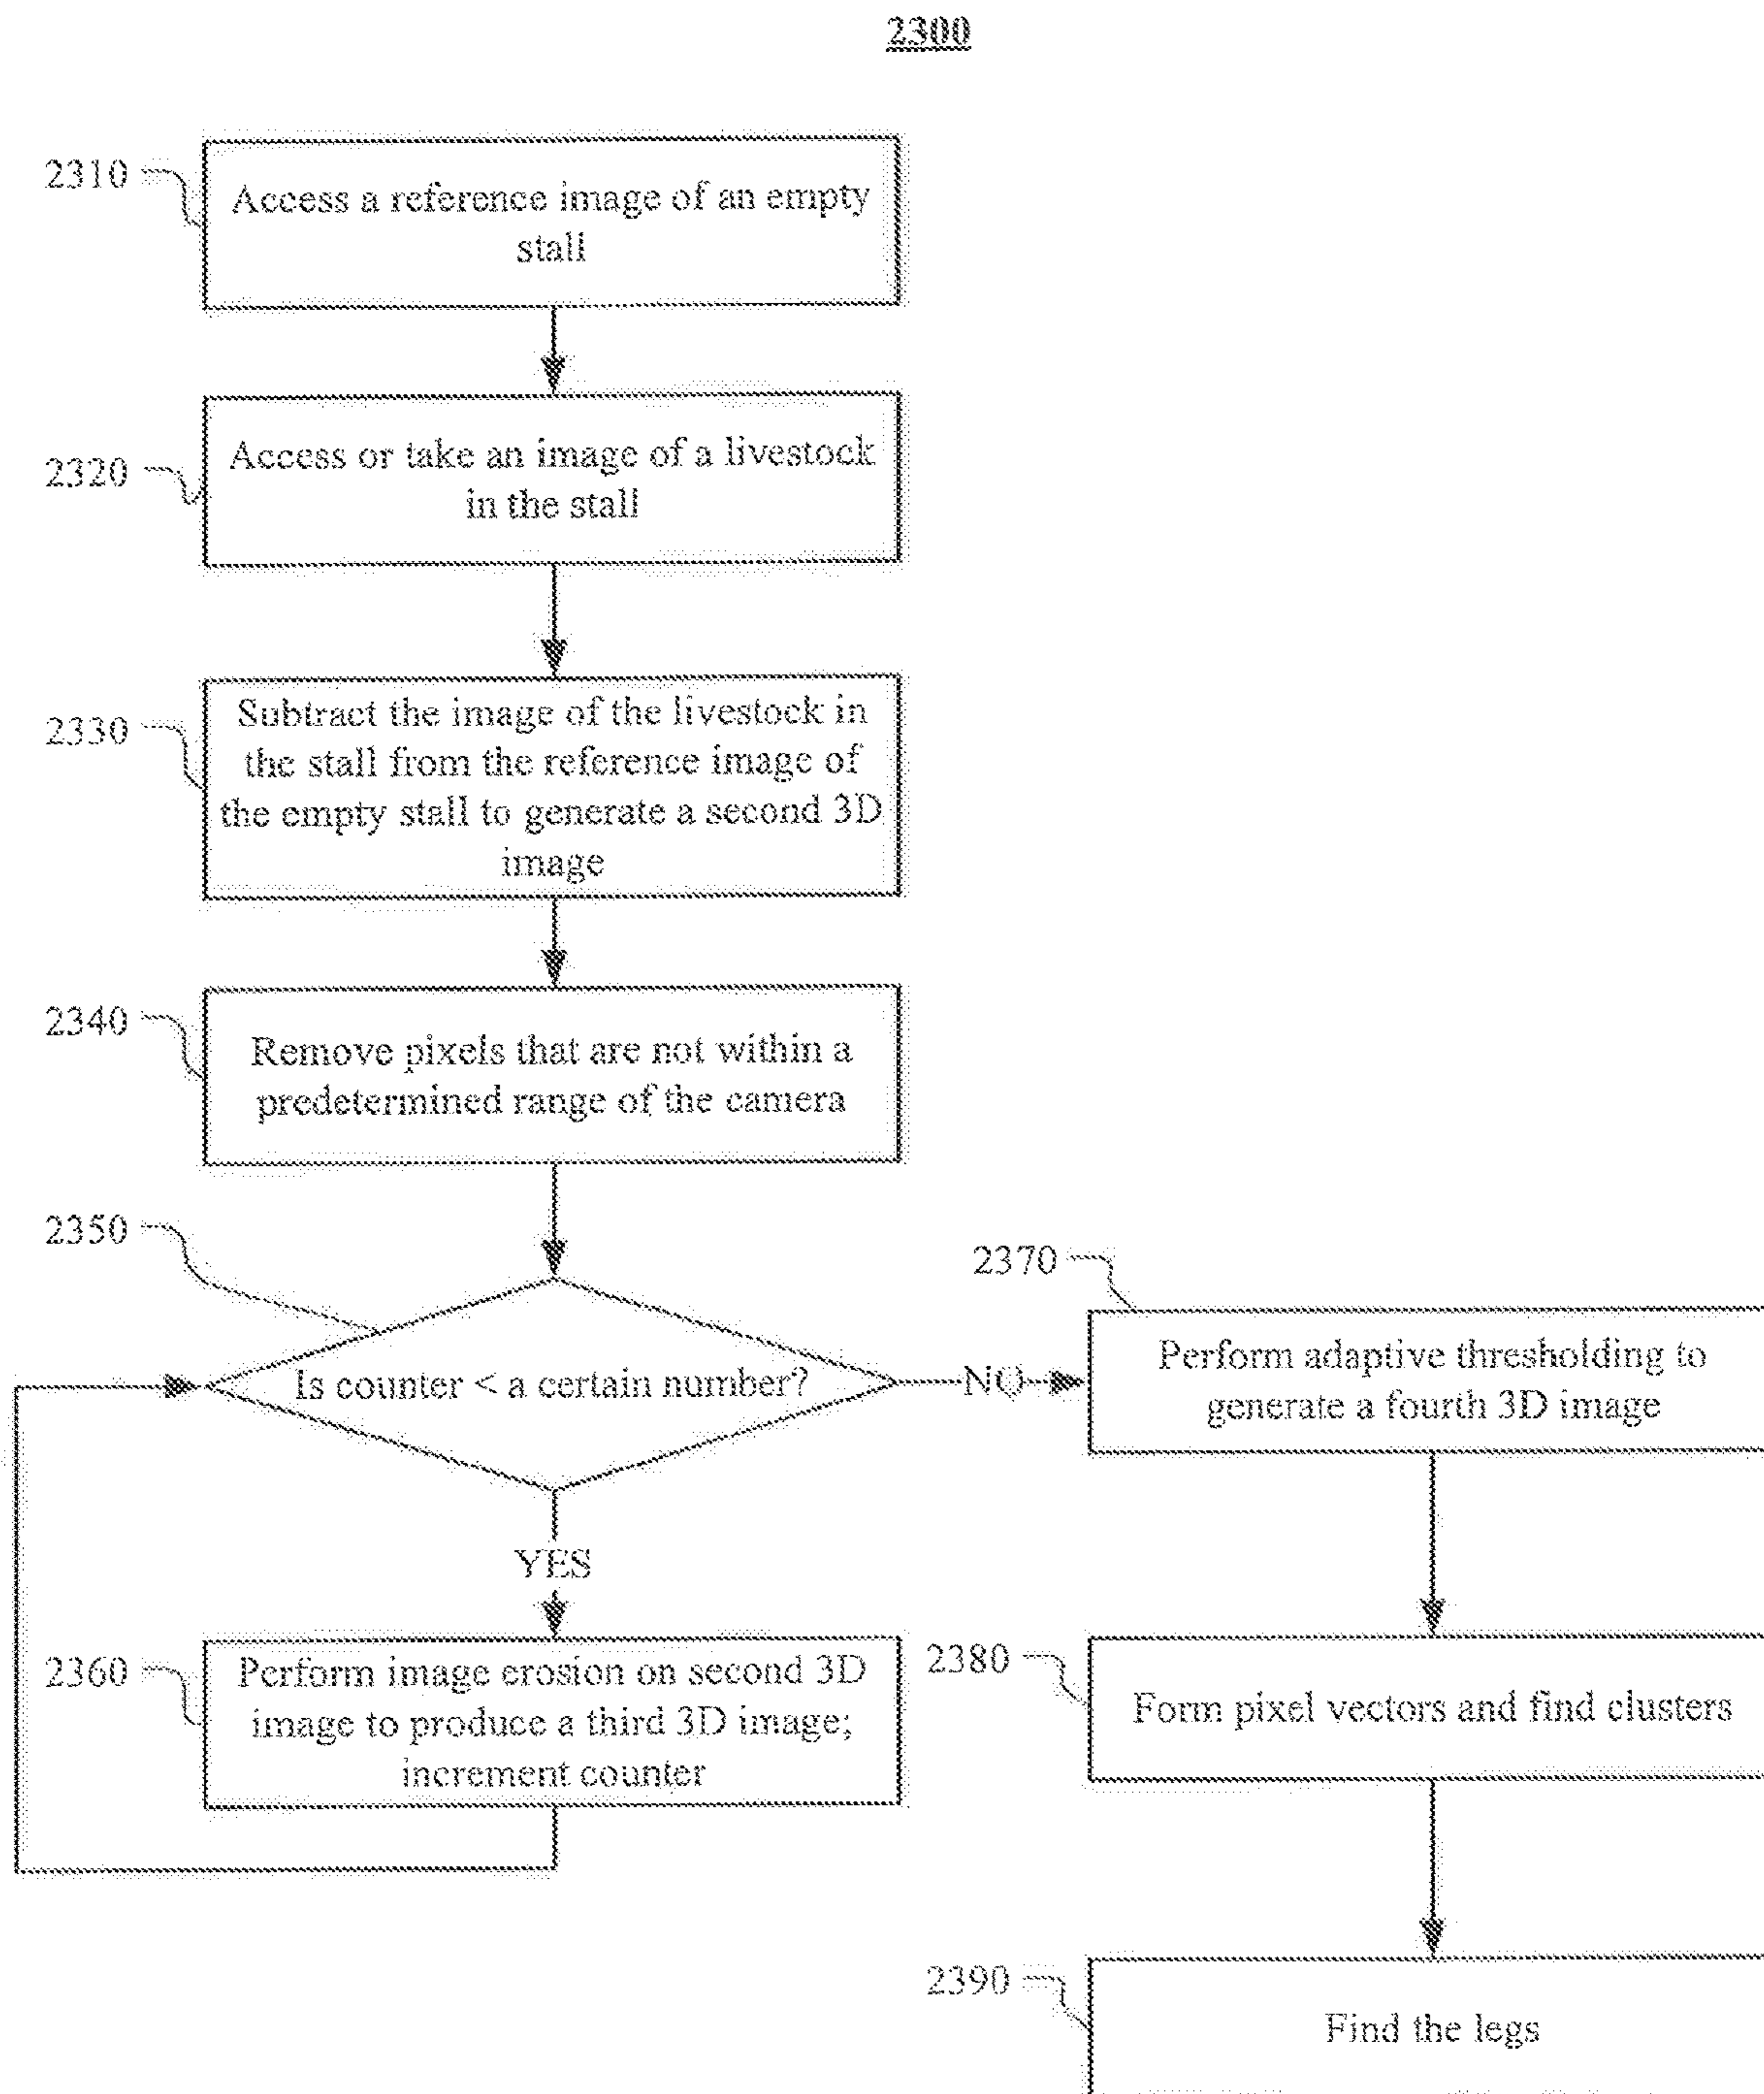 2300
2310
Access a reference image of an empty
stall
2320
Access or take an image of a livestock
in the stall
2330
Subtract the image of the livestock in
the stall from the reference image of
the empty stall to generate a second 3D
image
2340
Remove pixels that are not within a
predetermined range of the camera
2350
Is counter < a certain number?
NO
YES
2360
Perform image erosion on second 3D
image to produce a third 3D image;
increment counter
2370
Perform adaptive thresholding to
generate a fourth 3D image
2380
Form pixel vectors and find clusters
2390
Find the legs